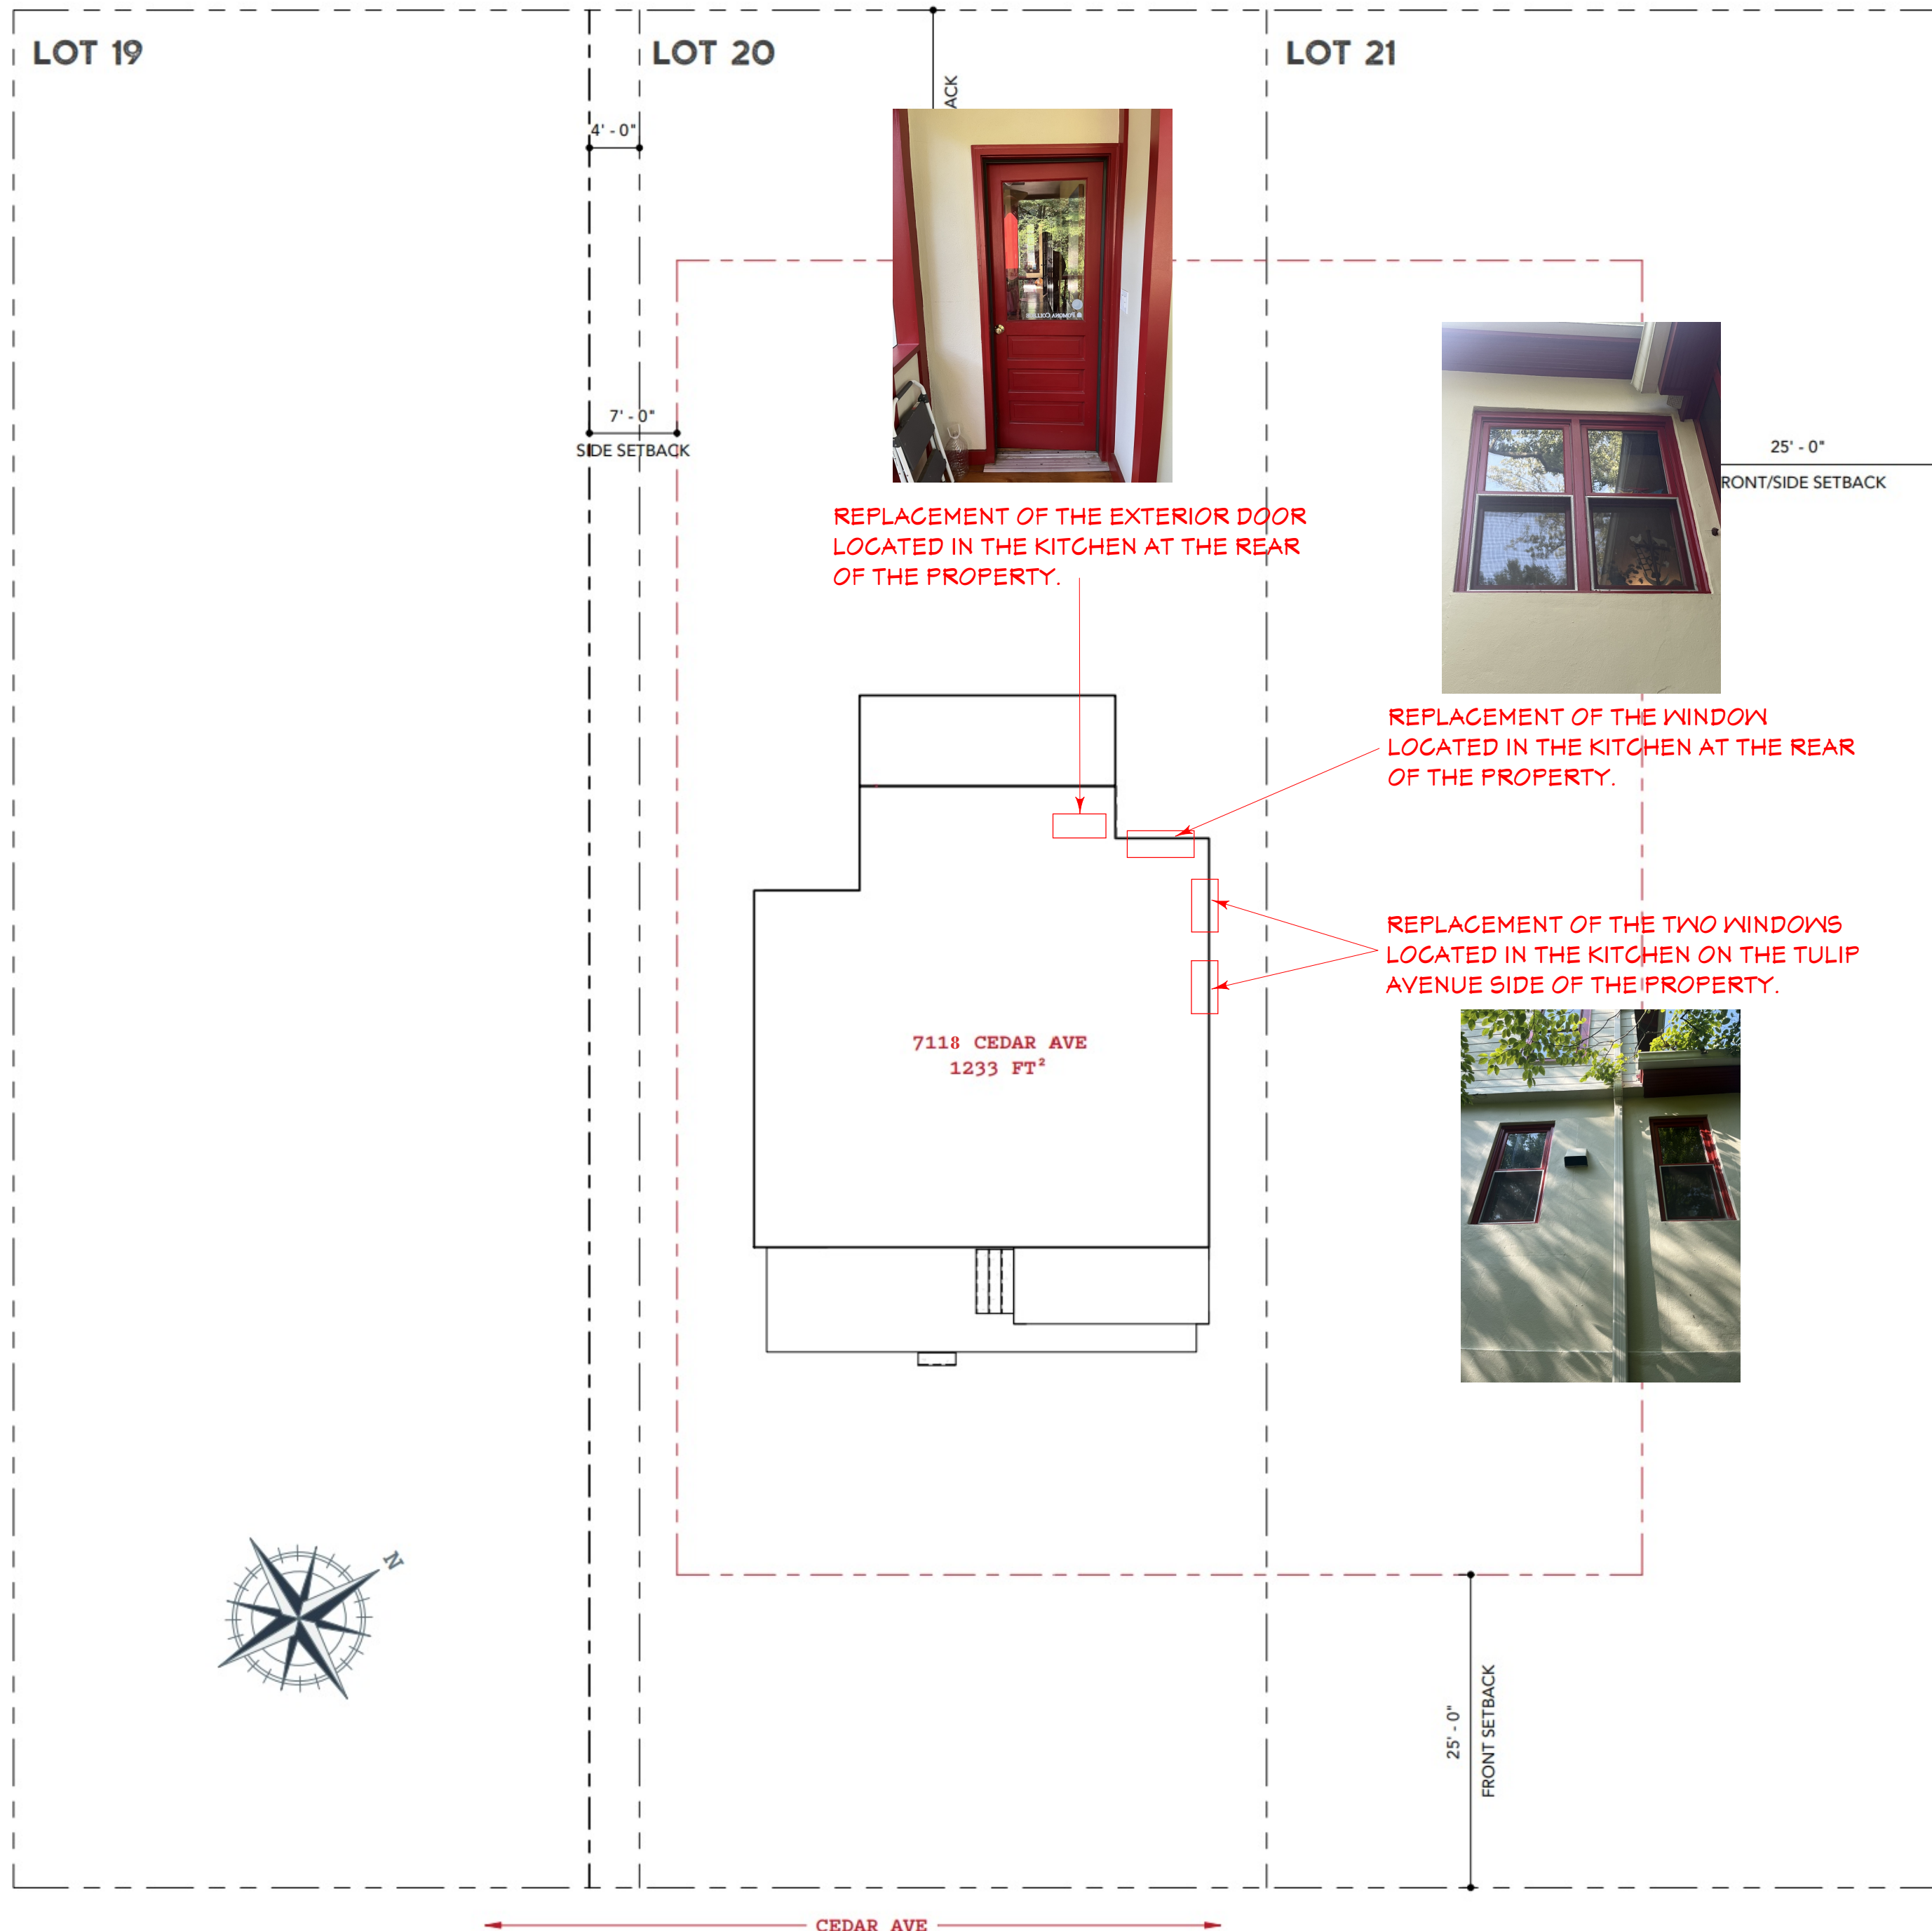 LOT 19
LOT 20
LOT 21
ACK
4' - 0"
7' - 0"
SIDE SETBACK
25' - 0"
RONT/SIDE SETBACK
REPLACEMENT OF THE EXTERIOR DOOR
LOCATED IN THE KITCHEN AT THE REAR
OF THE PROPERTY.
REPLACEMENT OF THE WINDOW
LOCATED IN THE KITCHEN AT THE REAR
OF THE PROPERTY.
REPLACEMENT OF THE TWO WINDOWS
LOCATED IN THE KITCHEN ON THE TULIP
AVENUE SIDE OF THE PROPERTY.
7118 CEDAR AVE
1233 FT²
N
25' - 0"
FRONT SETBACK
CEDAR AVE